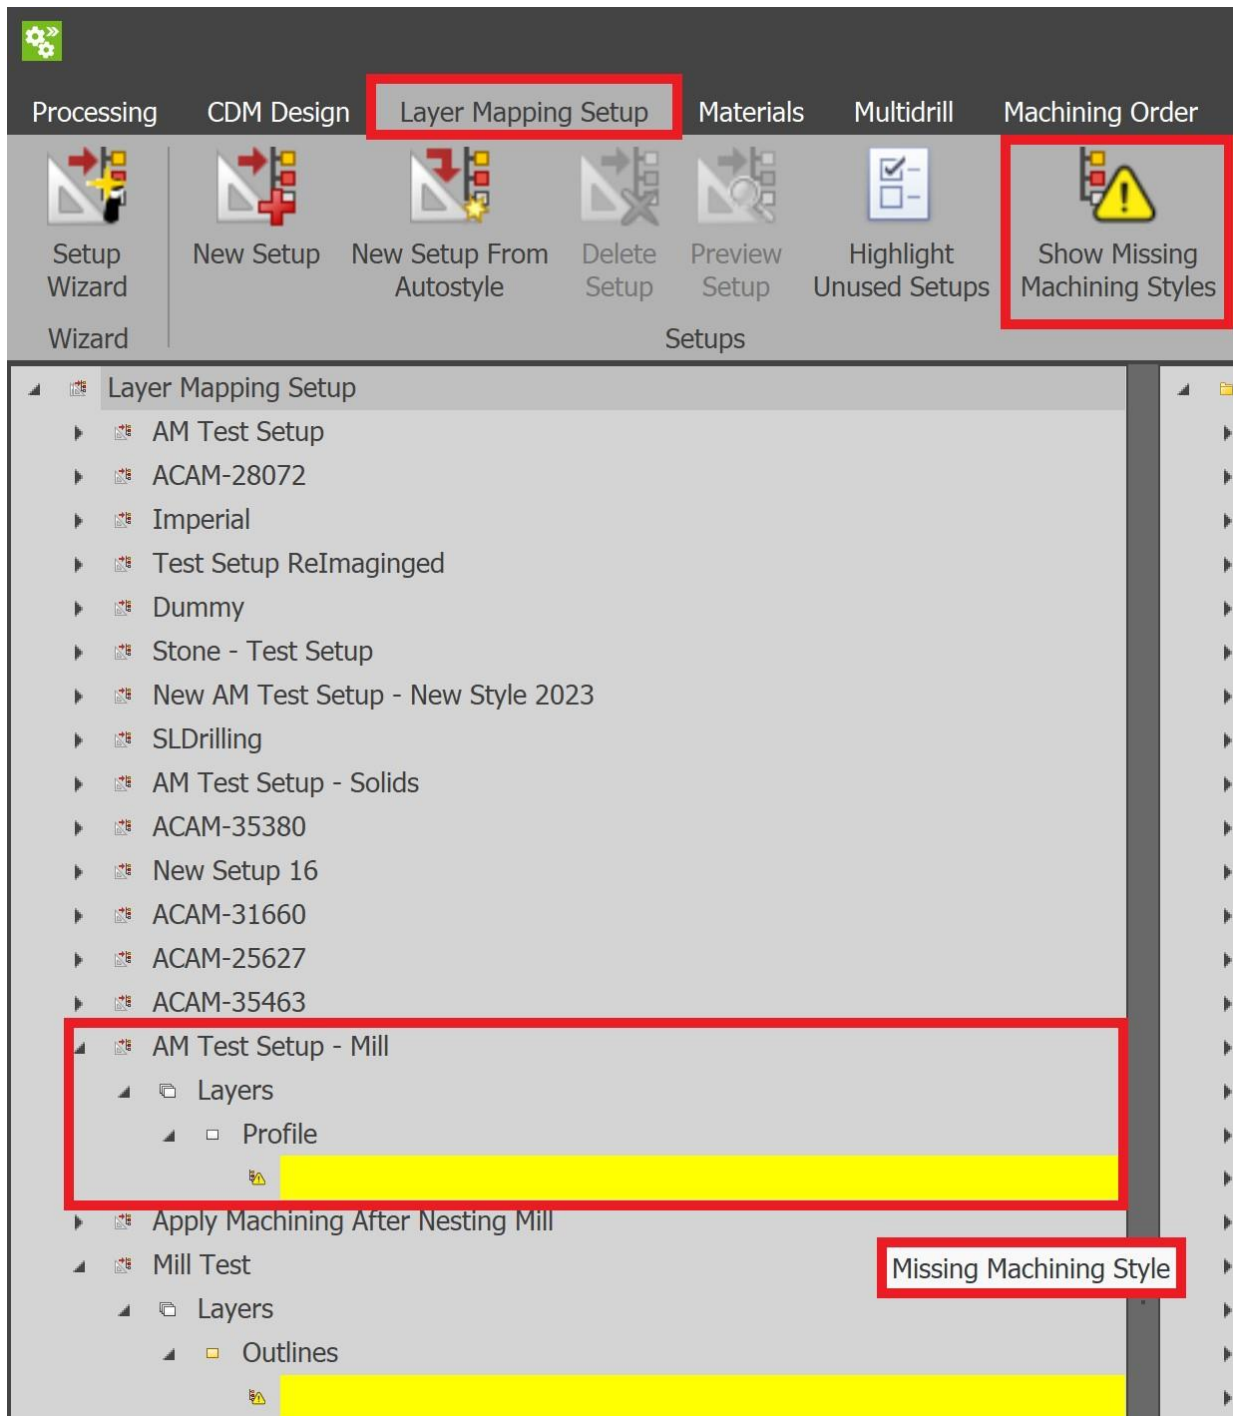 Processing CDM Design Layer Mapping Setup Materials Multidrill Machining Order
Setup Wizard
New Setup
New Setup From Autostyle
Delete Setup
Preview Setup
Highlight Unused Setups
Show Missing Machining Styles
Wizard Setups
Layer Mapping Setup
AM Test Setup
ACAM-28072
Imperial
Test Setup ReImaginged
Dummy
Stone - Test Setup
New AM Test Setup - New Style 2023
SLDrilling
AM Test Setup - Solids
ACAM-35380
New Setup 16
ACAM-31660
ACAM-25627
ACAM-35463
AM Test Setup - Mill
Layers
Profile
Apply Machining After Nesting Mill
Mill Test
Missing Machining Style
Layers
Outlines